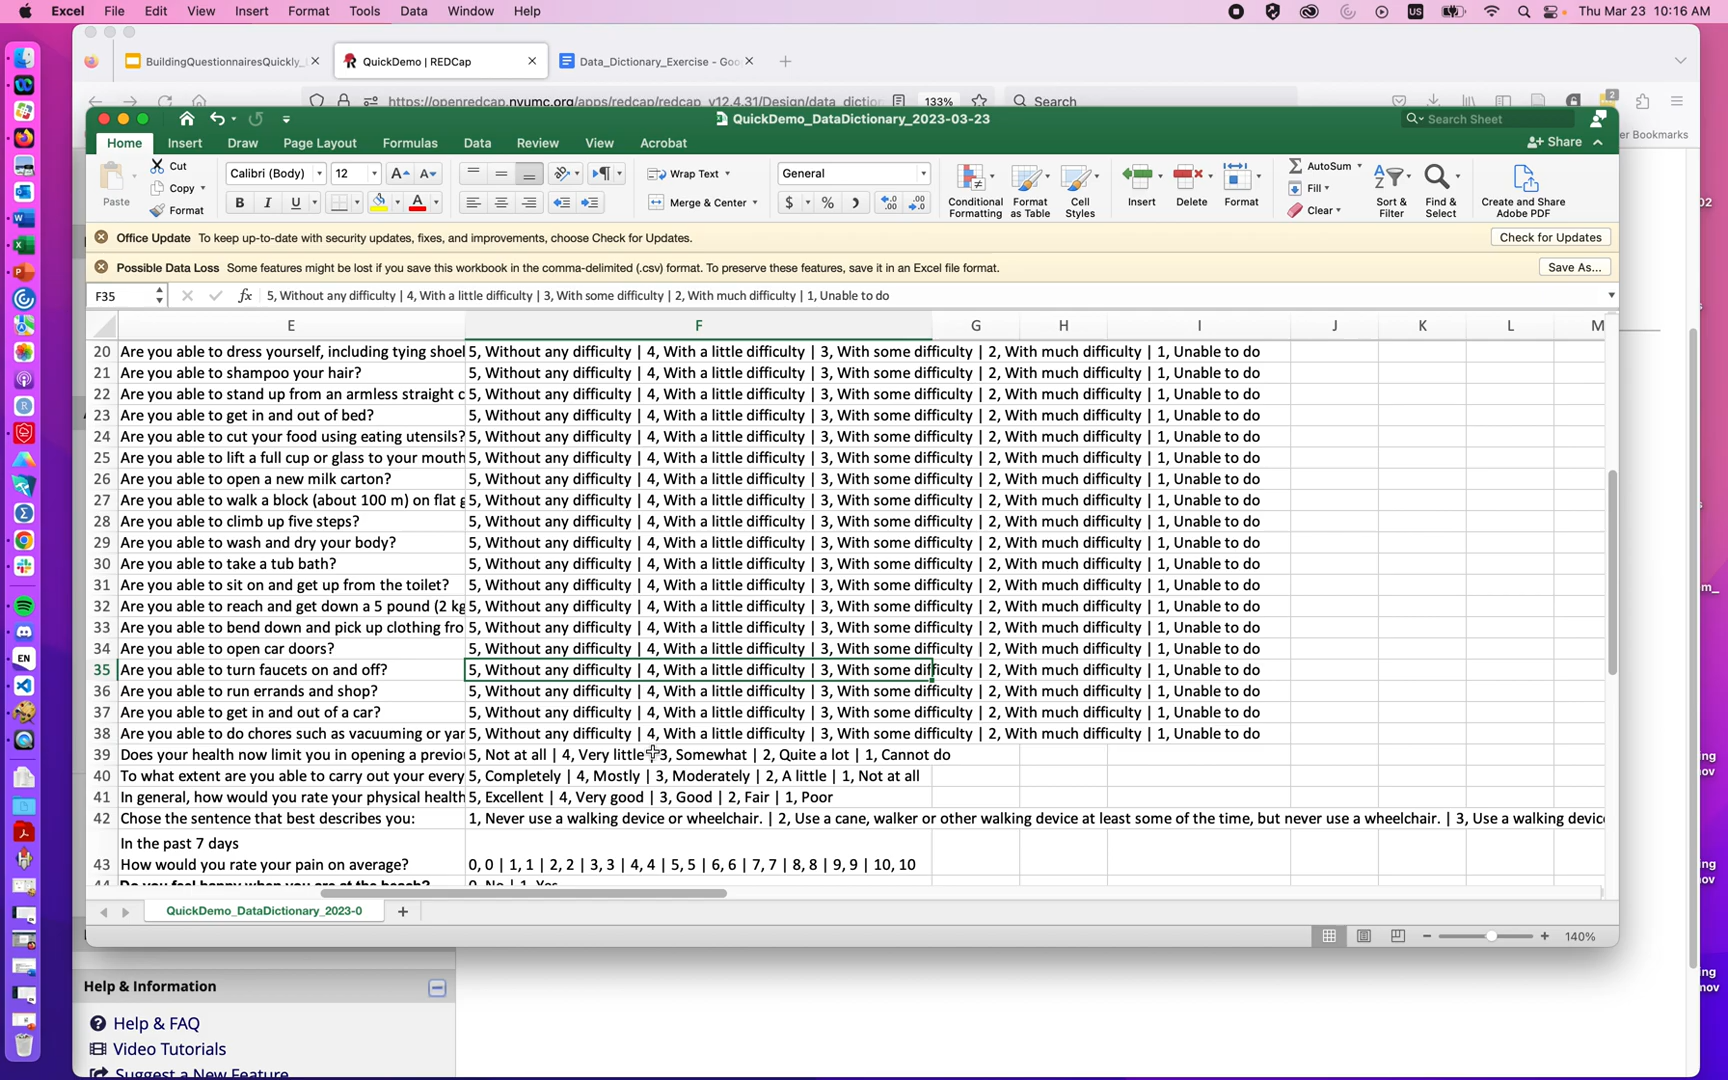 Excel File Edit View Insert Format Tools Data Window Help US Thu Mar 23 10:16 AM
BuildingQuestionnairesQuickly_ QuickDemo | REDCap Data_Dictionary_Exercise - Goo
https://openredcap.nyumc.org/apps/redcap/redcap_v12.4.31/Design/data_diction 133% Search 2
QuickDemo_DataDictionary_2023-03-23 Search Sheet er Bookmarks
Home Insert Draw Page Layout Formulas Data Review View Acrobat Share
Paste Cut Copy Format
Calibri (Body) 12 A A B I U A
Wrap Text Merge & Center
General $ % .0 .00
Conditional Formatting Format as Table Cell Styles
Insert Delete Format
AutoSum Fill Clear
Sort & Filter Find & Select Create and Share Adobe PDF
Office Update To keep up-to-date with security updates, fixes, and improvements, choose Check for Updates. Check for Updates
Possible Data Loss Some features might be lost if you save this workbook in the comma-delimited (.csv) format. To preserve these features, save it in an Excel file format. Save As...
F35 fx 5, Without any difficulty | 4, With a little difficulty | 3, With some difficulty | 2, With much difficulty | 1, Unable to do
E F G H I J K L M
20 Are you able to dress yourself, including tying shoel 5, Without any difficulty | 4, With a little difficulty | 3, With some difficulty | 2, With much difficulty | 1, Unable to do
21 Are you able to shampoo your hair? 5, Without any difficulty | 4, With a little difficulty | 3, With some difficulty | 2, With much difficulty | 1, Unable to do
22 Are you able to stand up from an armless straight c 5, Without any difficulty | 4, With a little difficulty | 3, With some difficulty | 2, With much difficulty | 1, Unable to do
23 Are you able to get in and out of bed? 5, Without any difficulty | 4, With a little difficulty | 3, With some difficulty | 2, With much difficulty | 1, Unable to do
24 Are you able to cut your food using eating utensils? 5, Without any difficulty | 4, With a little difficulty | 3, With some difficulty | 2, With much difficulty | 1, Unable to do
25 Are you able to lift a full cup or glass to your mouth 5, Without any difficulty | 4, With a little difficulty | 3, With some difficulty | 2, With much difficulty | 1, Unable to do
26 Are you able to open a new milk carton? 5, Without any difficulty | 4, With a little difficulty | 3, With some difficulty | 2, With much difficulty | 1, Unable to do
27 Are you able to walk a block (about 100 m) on flat g 5, Without any difficulty | 4, With a little difficulty | 3, With some difficulty | 2, With much difficulty | 1, Unable to do
28 Are you able to climb up five steps? 5, Without any difficulty | 4, With a little difficulty | 3, With some difficulty | 2, With much difficulty | 1, Unable to do
29 Are you able to wash and dry your body? 5, Without any difficulty | 4, With a little difficulty | 3, With some difficulty | 2, With much difficulty | 1, Unable to do
30 Are you able to take a tub bath? 5, Without any difficulty | 4, With a little difficulty | 3, With some difficulty | 2, With much difficulty | 1, Unable to do
31 Are you able to sit on and get up from the toilet? 5, Without any difficulty | 4, With a little difficulty | 3, With some difficulty | 2, With much difficulty | 1, Unable to do
32 Are you able to reach and get down a 5 pound (2 kg 5, Without any difficulty | 4, With a little difficulty | 3, With some difficulty | 2, With much difficulty | 1, Unable to do
33 Are you able to bend down and pick up clothing fro 5, Without any difficulty | 4, With a little difficulty | 3, With some difficulty | 2, With much difficulty | 1, Unable to do
34 Are you able to open car doors? 5, Without any difficulty | 4, With a little difficulty | 3, With some difficulty | 2, With much difficulty | 1, Unable to do
35 Are you able to turn faucets on and off? 5, Without any difficulty | 4, With a little difficulty | 3, With some difficulty | 2, With much difficulty | 1, Unable to do
36 Are you able to run errands and shop? 5, Without any difficulty | 4, With a little difficulty | 3, With some difficulty | 2, With much difficulty | 1, Unable to do
37 Are you able to get in and out of a car? 5, Without any difficulty | 4, With a little difficulty | 3, With some difficulty | 2, With much difficulty | 1, Unable to do
38 Are you able to do chores such as vacuuming or yar 5, Without any difficulty | 4, With a little difficulty | 3, With some difficulty | 2, With much difficulty | 1, Unable to do
39 Does your health now limit you in opening a previo 5, Not at all | 4, Very little 3, Somewhat | 2, Quite a lot | 1, Cannot do
40 To what extent are you able to carry out your every 5, Completely | 4, Mostly | 3, Moderately | 2, A little | 1, Not at all
41 In general, how would you rate your physical health 5, Excellent | 4, Very good | 3, Good | 2, Fair | 1, Poor
42 Chose the sentence that best describes you: 1, Never use a walking device or wheelchair. | 2, Use a cane, walker or other walking device at least some of the time, but never use a wheelchair. | 3, Use a walking device
In the past 7 days
43 How would you rate your pain on average? 0, 0 | 1, 1 | 2, 2 | 3, 3 | 4, 4 | 5, 5 | 6, 6 | 7, 7 | 8, 8 | 9, 9 | 10, 10
44 Do you feel happy when you are at the beach? 0, No | 1, Yes
QuickDemo_DataDictionary_2023-0
140%
Help & Information
Help & FAQ
Video Tutorials
Suggest a New Feature